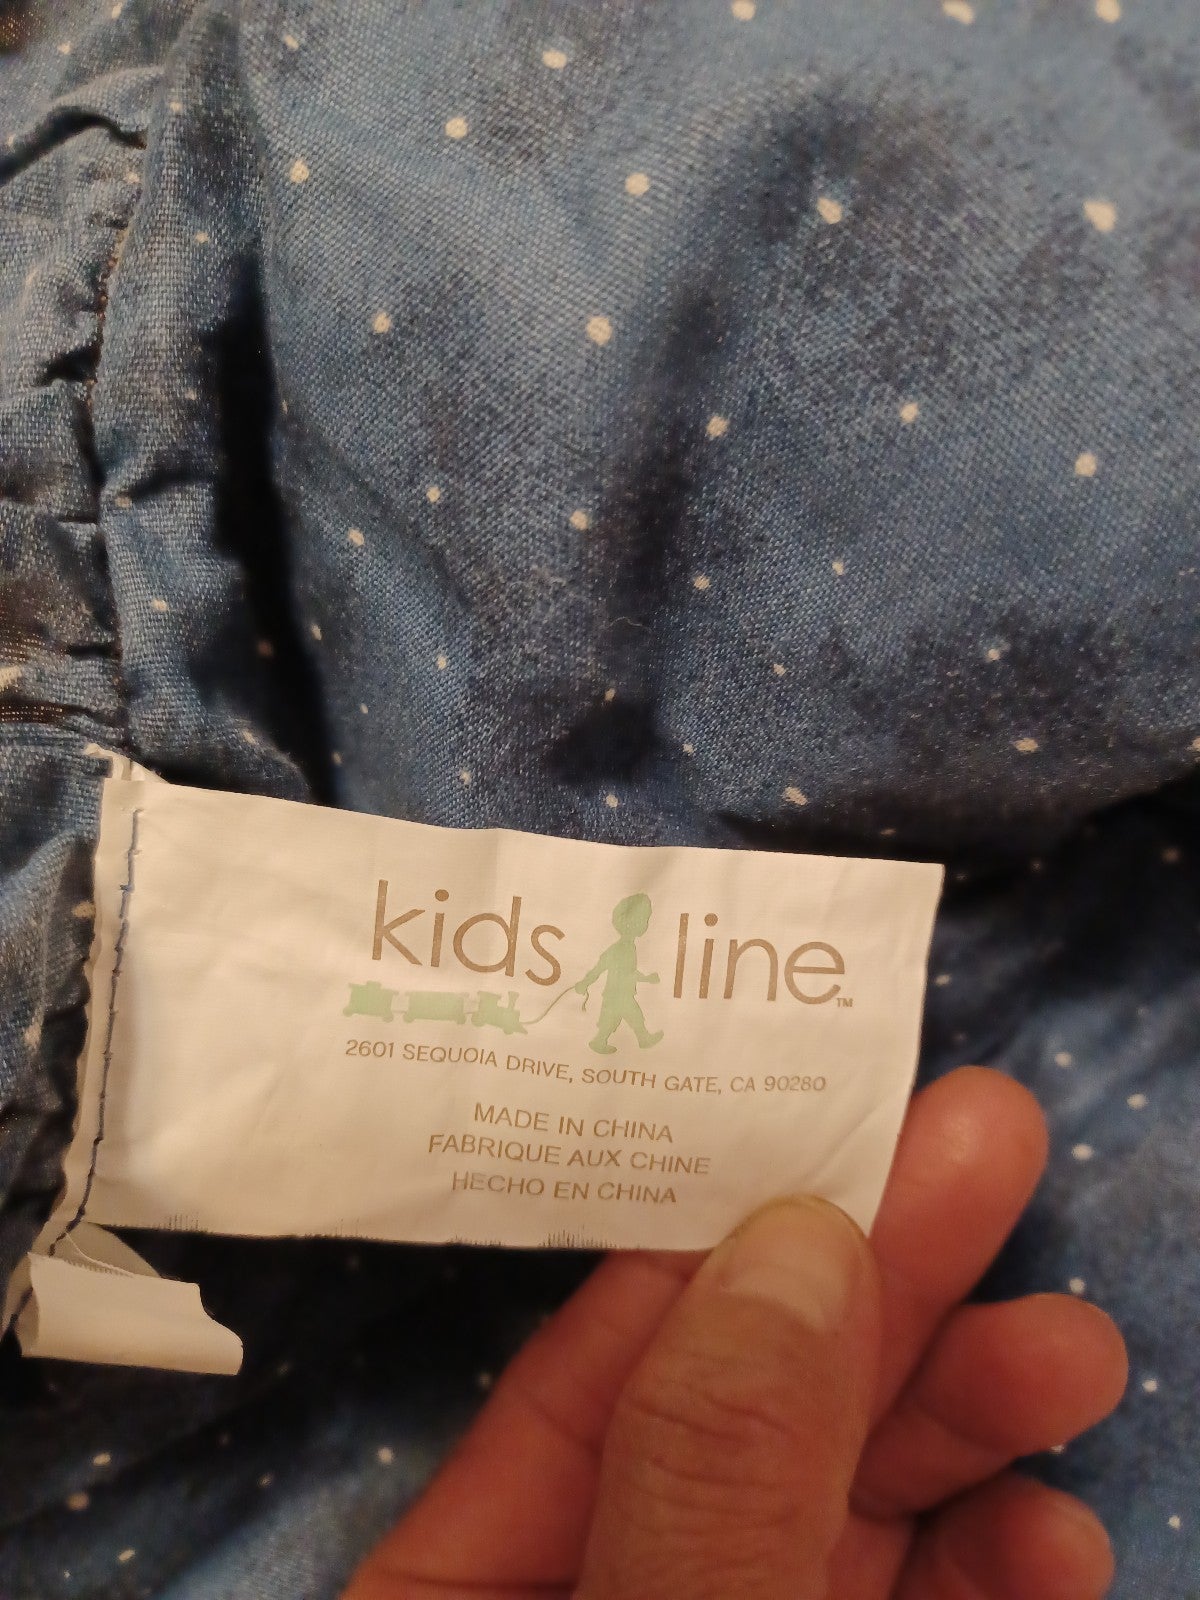 kids line™
2601 SEQUOIA DRIVE, SOUTH GATE, CA 90280
MADE IN CHINA
FABRIQUE AUX CHINE
HECHO EN CHINA